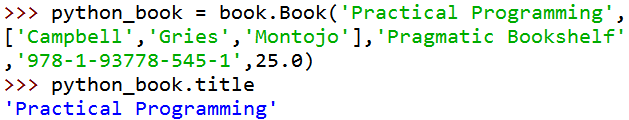 >>> python_book = book.Book('Practical Programming',
['Campbell','Gries','Montojo'],'Pragmatic Bookshelf'
,'978-1-93778-545-1',25.0)
>>> python_book.title
'Practical Programming'